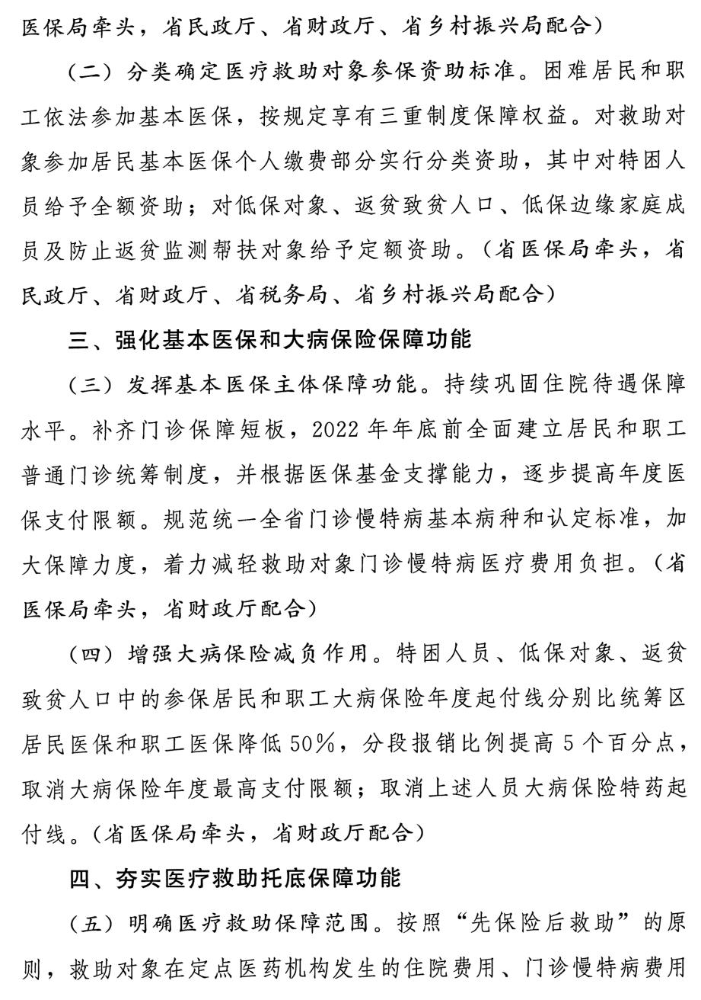 医保局牵头，省民政厅、省财政厅、省乡村振兴局配合）
（二）分类确定医疗救助对象参保资助标准。困难居民和职
工依法参加基本医保，按规定享有三重制度保障权益。对救助对
象参加居民基本医保个人缴费部分实行分类资助，其中对特困人
员给予全额资助；对低保对象、返贫致贫人口、低保边缘家庭成
员及防止返贫监测帮扶对象给予定额资助。（省医保局牵头，省
民政厅、省财政厅、省税务局、省乡村振兴局配合）
三、强化基本医保和大病保险保障功能
（三）发挥基本医保主体保障功能。持续巩固住院待遇保障
水平。补齐门诊保障短板，2022 年年底前全面建立居民和职工
普通门诊统筹制度，并根据医保基金支撑能力，逐步提高年度医
保支付限额。规范统一全省门诊慢特病基本病种和认定标准，加
大保障力度，着力减轻救助对象门诊慢特病医疗费用负担。（省
医保局牵头，省财政厅配合）
（四）增强大病保险减负作用。特困人员、低保对象、返贫
致贫人口中的参保居民和职工大病保险年度起付线分别比统筹区
居民医保和职工医保降低 50%，分段报销比例提高 5 个百分点，
取消大病保险年度最高支付限额；取消上述人员大病保险特药起
付线。（省医保局牵头，省财政厅配合）
四、夯实医疗救助托底保障功能
（五）明确医疗救助保障范围。按照“先保险后救助”的原
则，救助对象在定点医药机构发生的住院费用、门诊慢特病费用